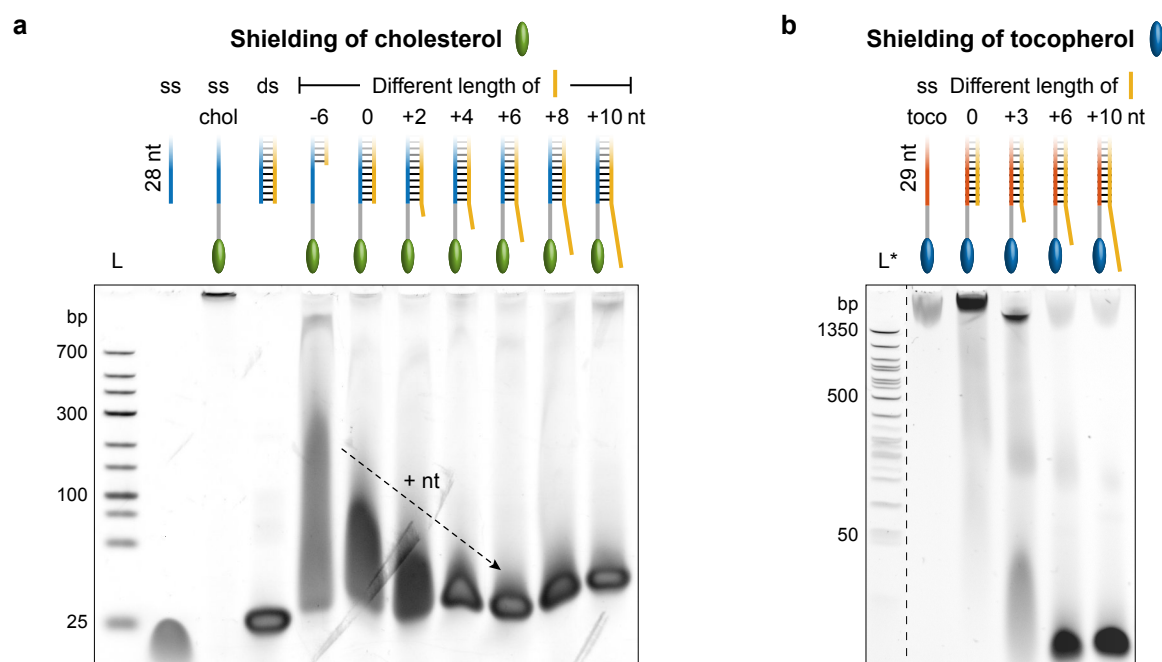 a
Shielding of cholesterol
ss ss ds Different length of
chol -6 0 +2 +4 +6 +8 +10 nt
28 nt
L
bp
700
300
100
25
+ nt
b
Shielding of tocopherol
ss Different length of
toco 0 +3 +6 +10 nt
29 nt
L*
bp
1350
500
50